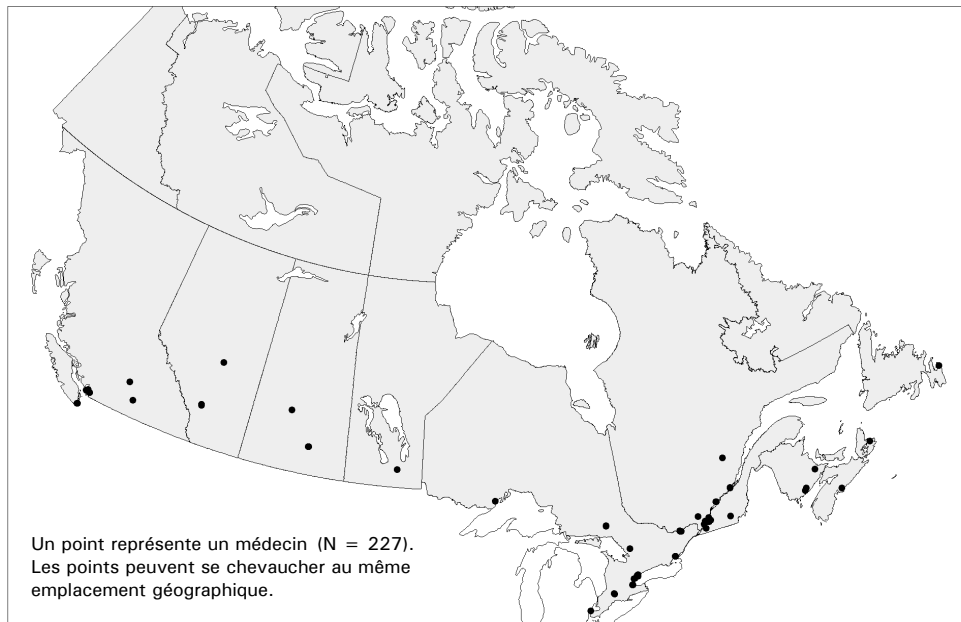 Un point représente un médecin (N = 227).
Les points peuvent se chevaucher au même
emplacement géographique.